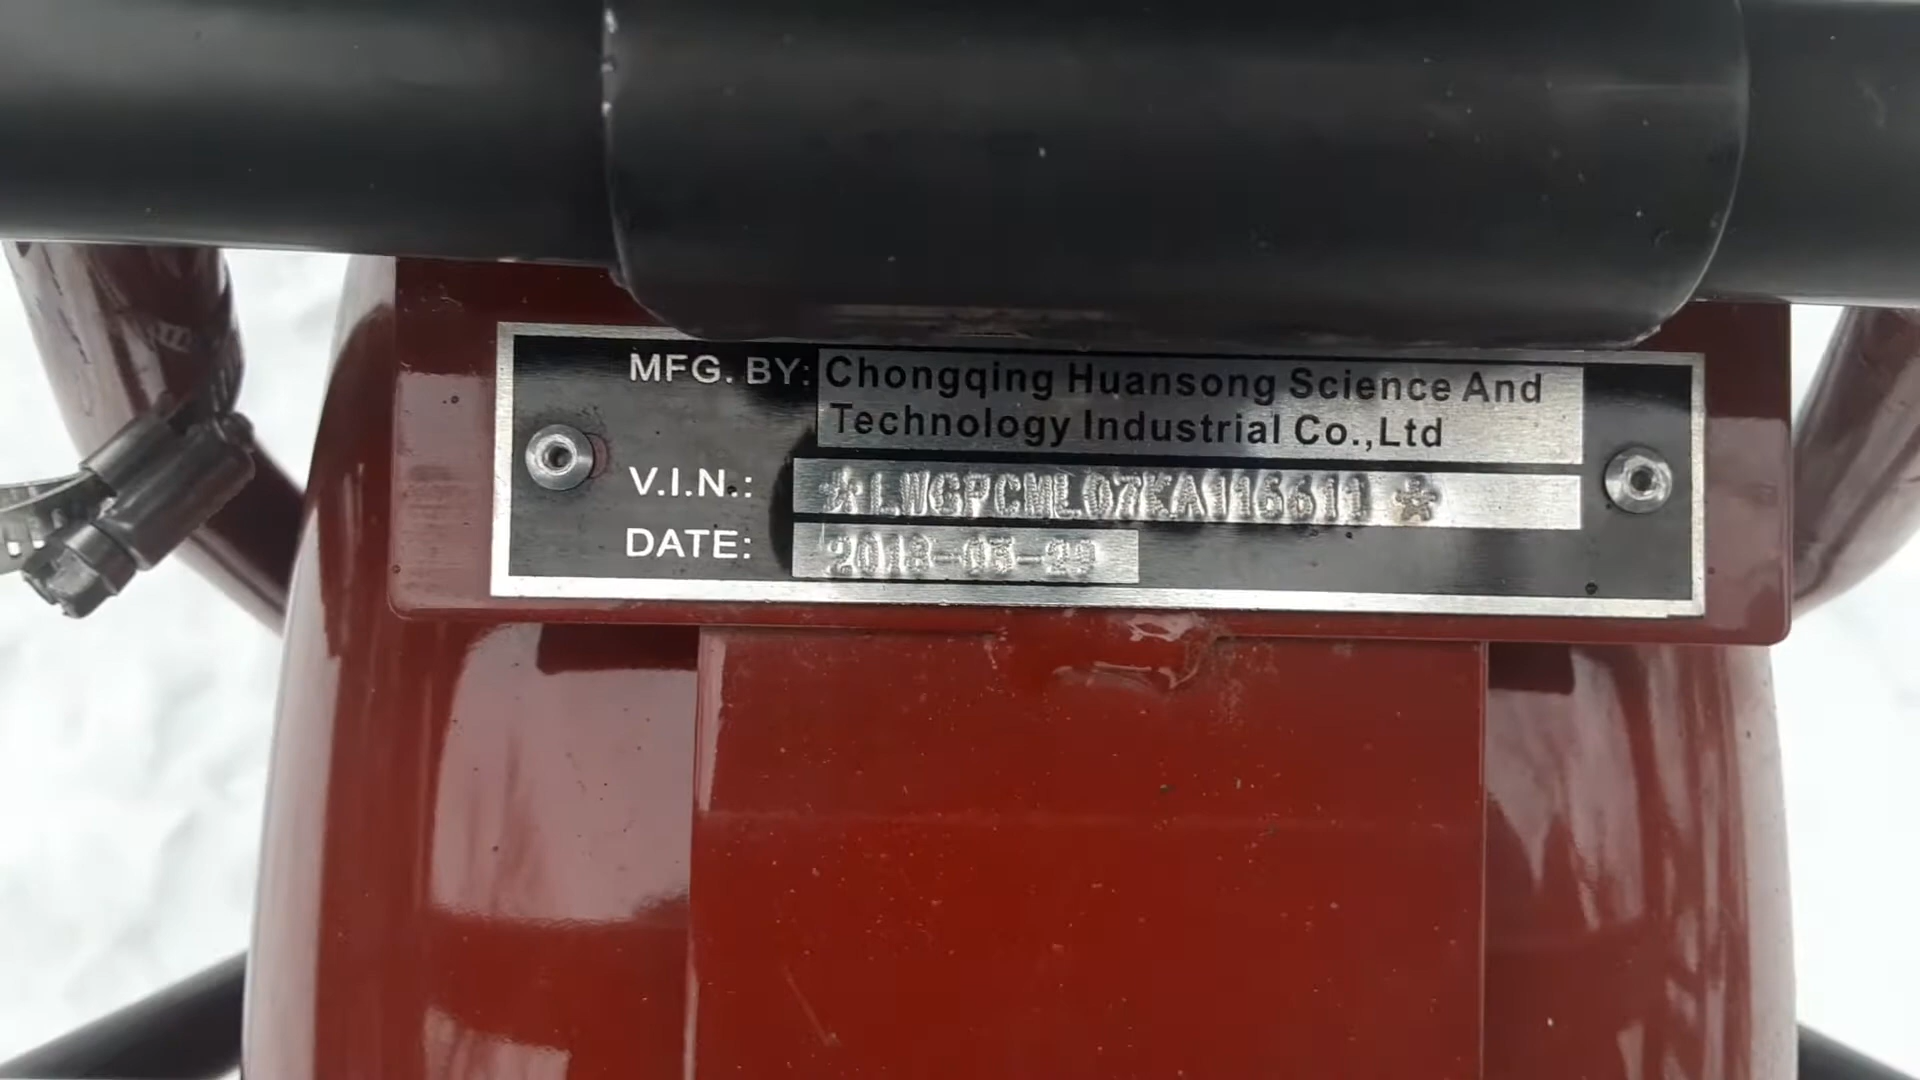 MFG. BY: Chongqing Huansong Science And
Technology Industrial Co.,Ltd
V.I.N.: *LWGPCML07KA116611*
DATE: 2018-05-29